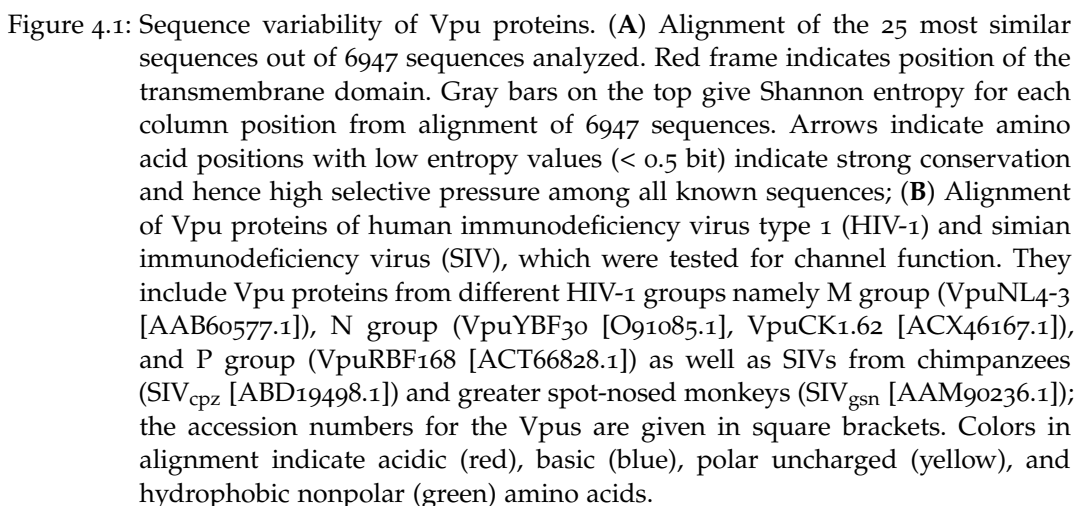 Figure 4.1: Sequence variability of Vpu proteins. (A) Alignment of the 25 most similar
sequences out of 6947 sequences analyzed. Red frame indicates position of the
transmembrane domain. Gray bars on the top give Shannon entropy for each
column position from alignment of 6947 sequences. Arrows indicate amino
acid positions with low entropy values (< 0.5 bit) indicate strong conservation
and hence high selective pressure among all known sequences; (B) Alignment
of Vpu proteins of human immunodeficiency virus type 1 (HIV-1) and simian
immunodeficiency virus (SIV), which were tested for channel function. They
include Vpu proteins from different HIV-1 groups namely M group (VpuNL4-3
[AAB60577.1]), N group (VpuYBF30 [O91085.1], VpuCK1.62 [ACX46167.1]),
and P group (VpuRBF168 [ACT66828.1]) as well as SIVs from chimpanzees
(SIVcpz [ABD19498.1]) and greater spot-nosed monkeys (SIVgsn [AAM90236.1]);
the accession numbers for the Vpus are given in square brackets. Colors in
alignment indicate acidic (red), basic (blue), polar uncharged (yellow), and
hydrophobic nonpolar (green) amino acids.